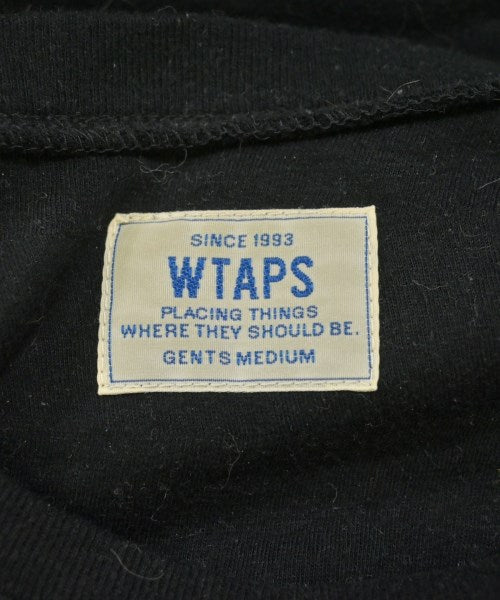 SINCE 1993
WTAPS
PLACING THINGS
WHERE THEY SHOULD BE.
GENTS MEDIUM